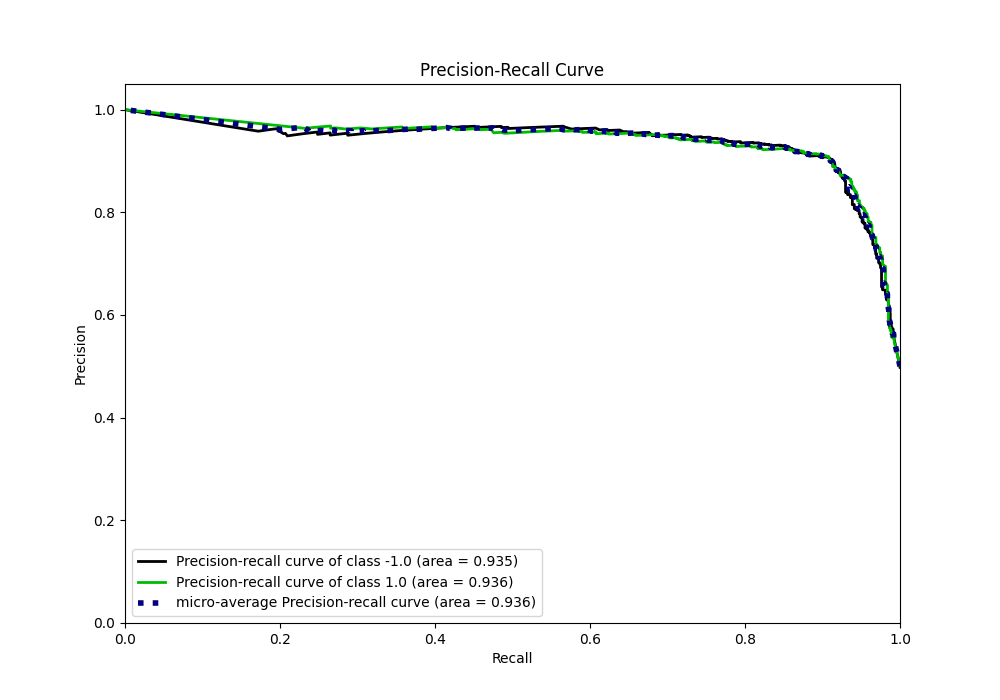 Precision-Recall Curve
1.0
0.8
0.6
0.4
0.2
0.0
Precision
Precision-recall curve of class -1.0 (area = 0.935)
Precision-recall curve of class 1.0 (area = 0.936)
micro-average Precision-recall curve (area = 0.936)
0.0 0.2 0.4 0.6 0.8 1.0
Recall